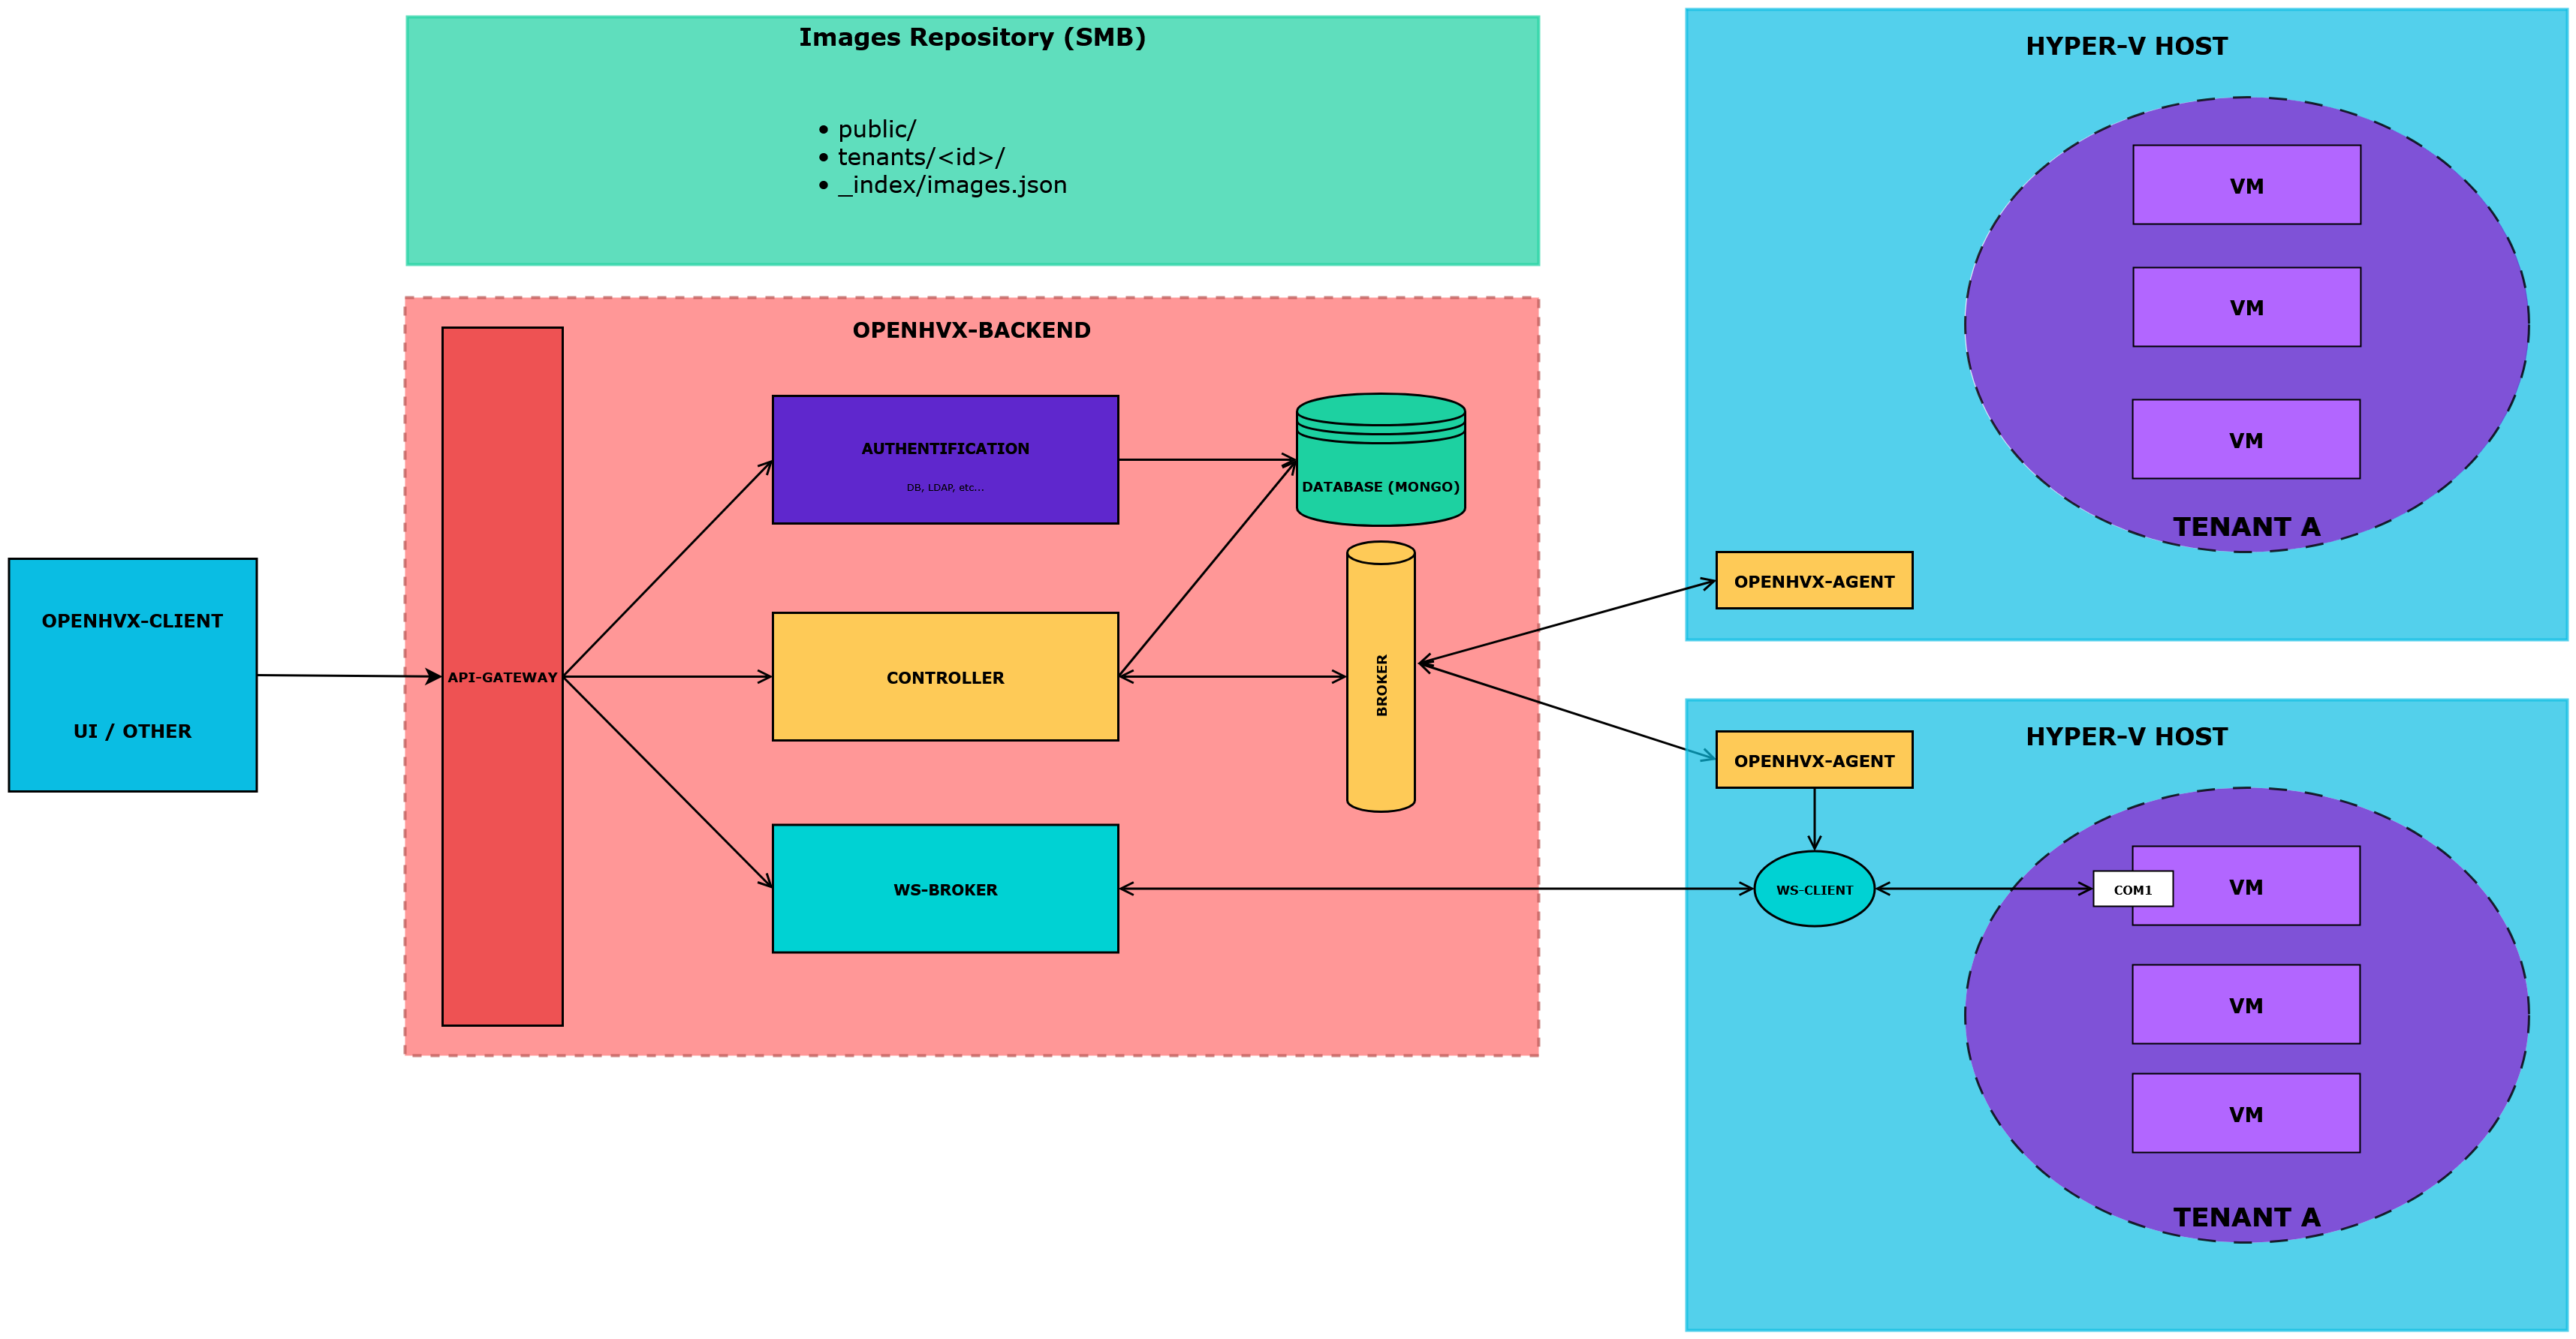 Images Repository (SMB)
• public/
• tenants/<id>/
• _index/images.json
OPENHVX-BACKEND
OPENHVX-CLIENT
UI / OTHER
API-GATEWAY
AUTHENTIFICATION
DB, LDAP, etc...
CONTROLLER
WS-BROKER
DATABASE (MONGO)
BROKER
HYPER-V HOST
VM
VM
VM
TENANT A
OPENHVX-AGENT
HYPER-V HOST
OPENHVX-AGENT
WS-CLIENT
COM1
VM
VM
VM
TENANT A